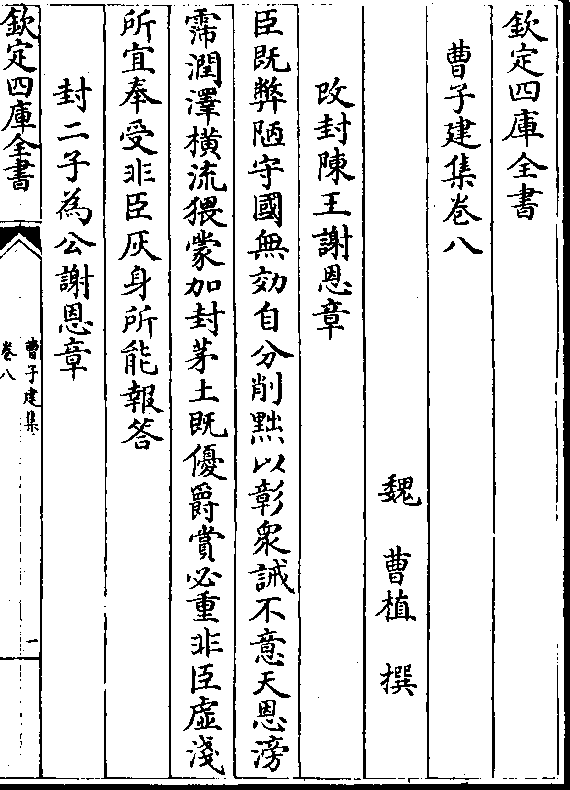 欽定四庫全書
曹子建集卷八
魏 曹植 撰
改封陳王謝恩章
臣既弊陋守國無効自分削黜以彰衆誡不意天恩滂
霈潤澤橫流猥蒙加封茅土既優爵賞必重非臣虛淺
所宜奉受非臣灰身所能報答
封二子為公謝恩章
欽定四庫全書
曹子建集
卷八
一